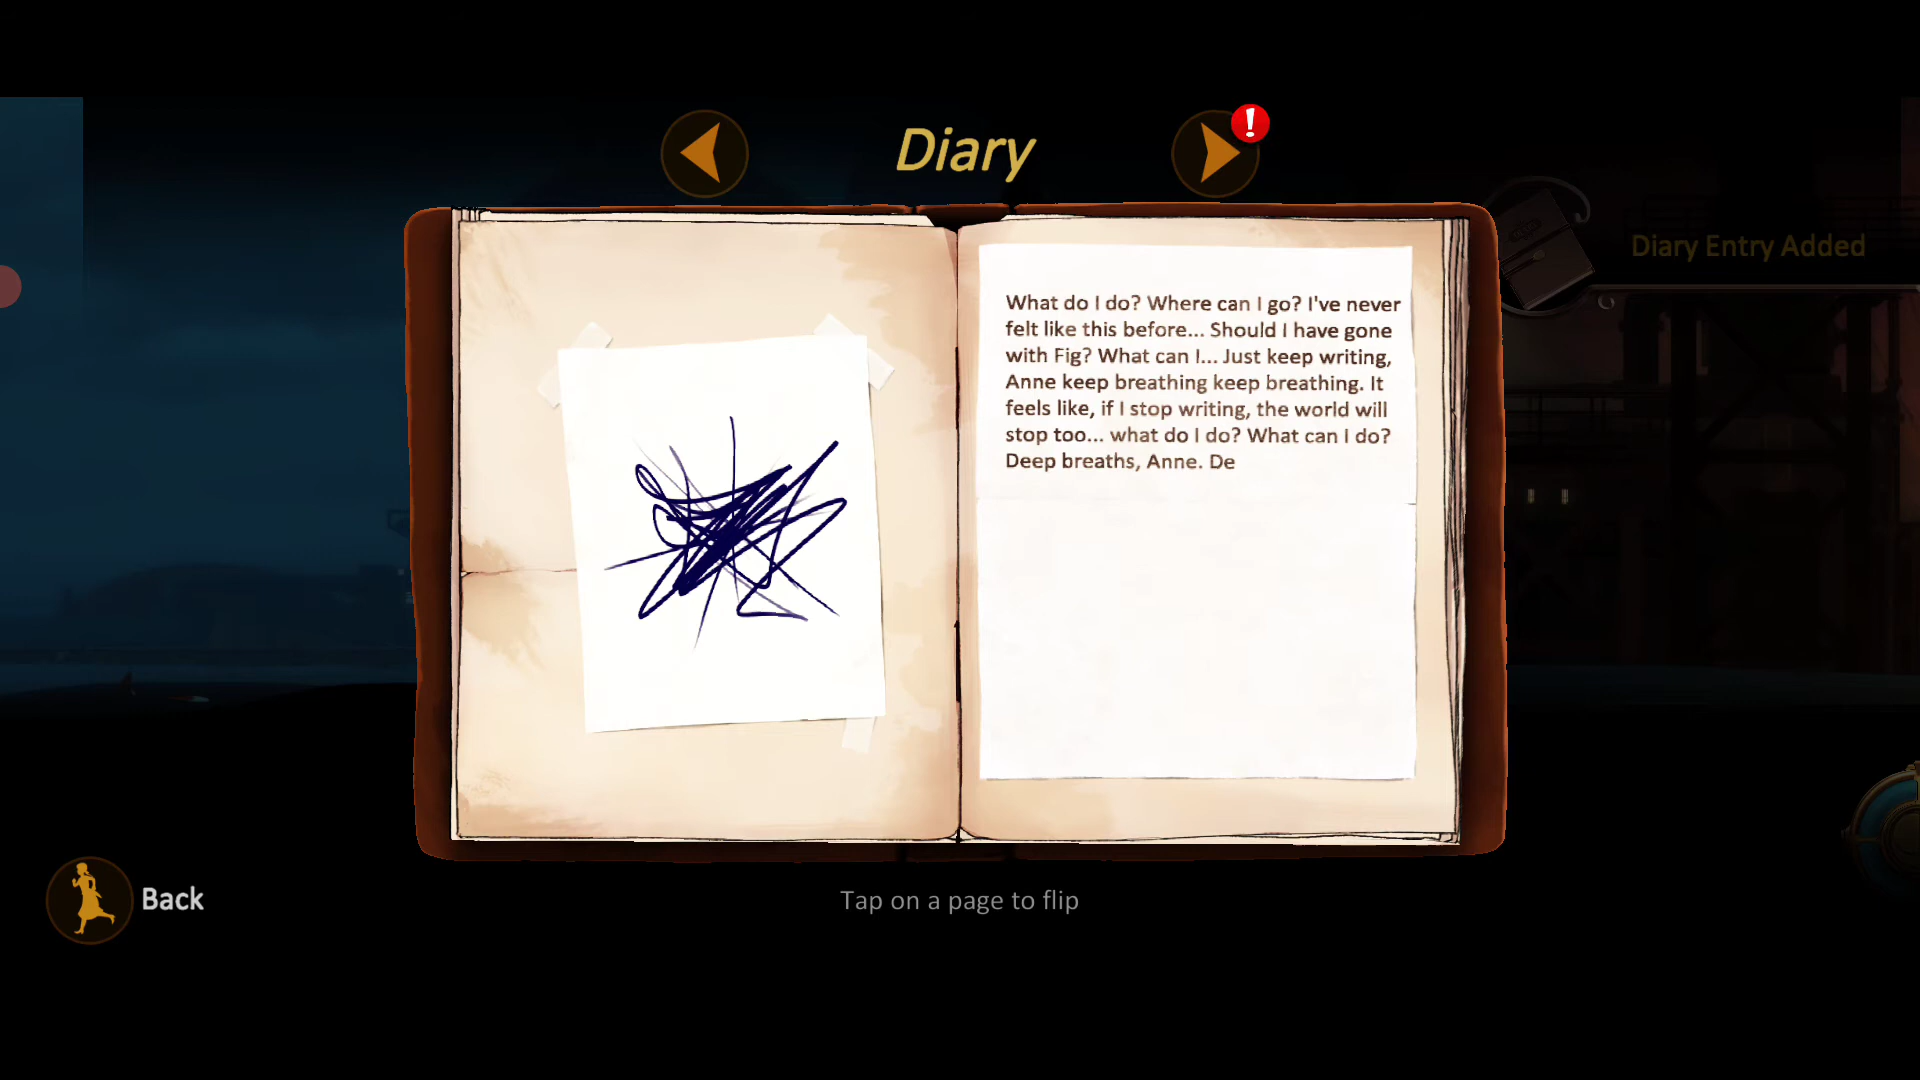 Diary
!
Diary Entry Added
What do I do? Where can I go? I've never
felt like this before... Should I have gone
with Fig? What can I... Just keep writing,
Anne keep breathing keep breathing. It
feels like, if I stop writing, the world will
stop too... what do I do? What can I do?
Deep breaths, Anne. De
Back
Tap on a page to flip